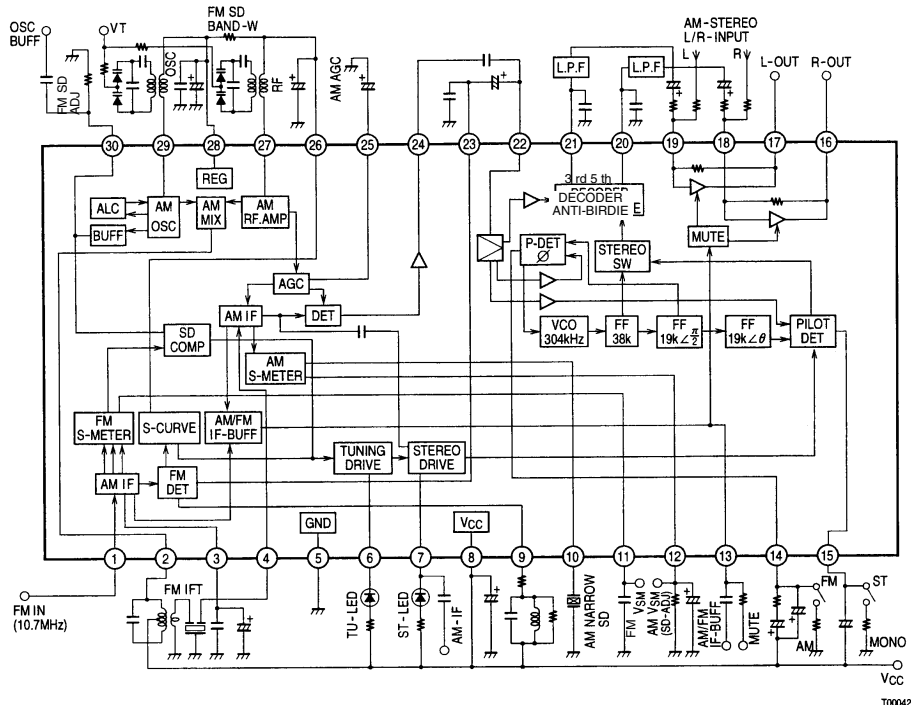 OSC
BUFF
VT
FM SD
BAND-W
FM SD
ADJ
OSC
RF
AM AGC
L.P.F
L.P.F
AM-STEREO
L/R-INPUT
L
R
L-OUT
R-OUT
30
29
28
27
26
25
24
23
22
21
20
19
18
17
16
REG
ALC
AM
OSC
AM
MIX
AM
RF.AMP
BUFF
AGC
AM IF
DET
SD
COMP
AM
S-METER
FM
S-METER
S-CURVE
AM/FM
IF-BUFF
AM IF
FM
DET
TUNING
DRIVE
STEREO
DRIVE
3 rd 5 th
DECODER
ANTI-BIRDIE
P-DET
Ø
STEREO
SW
MUTE
VCO
304kHz
FF
38k
FF
19k∠π/2
FF
19k∠θ
PILOT
DET
GND
VCC
1
2
3
4
5
6
7
8
9
10
11
12
13
14
15
FM IN
(10.7MHz)
FM IFT
TU-LED
ST-LED
AM-IF
AM NARROW
SD
FM VSM
AM VSM
(SD-ADJ)
AM/FM
IF-BUFF
MUTE
FM
AM
ST
MONO
VCC
T00042